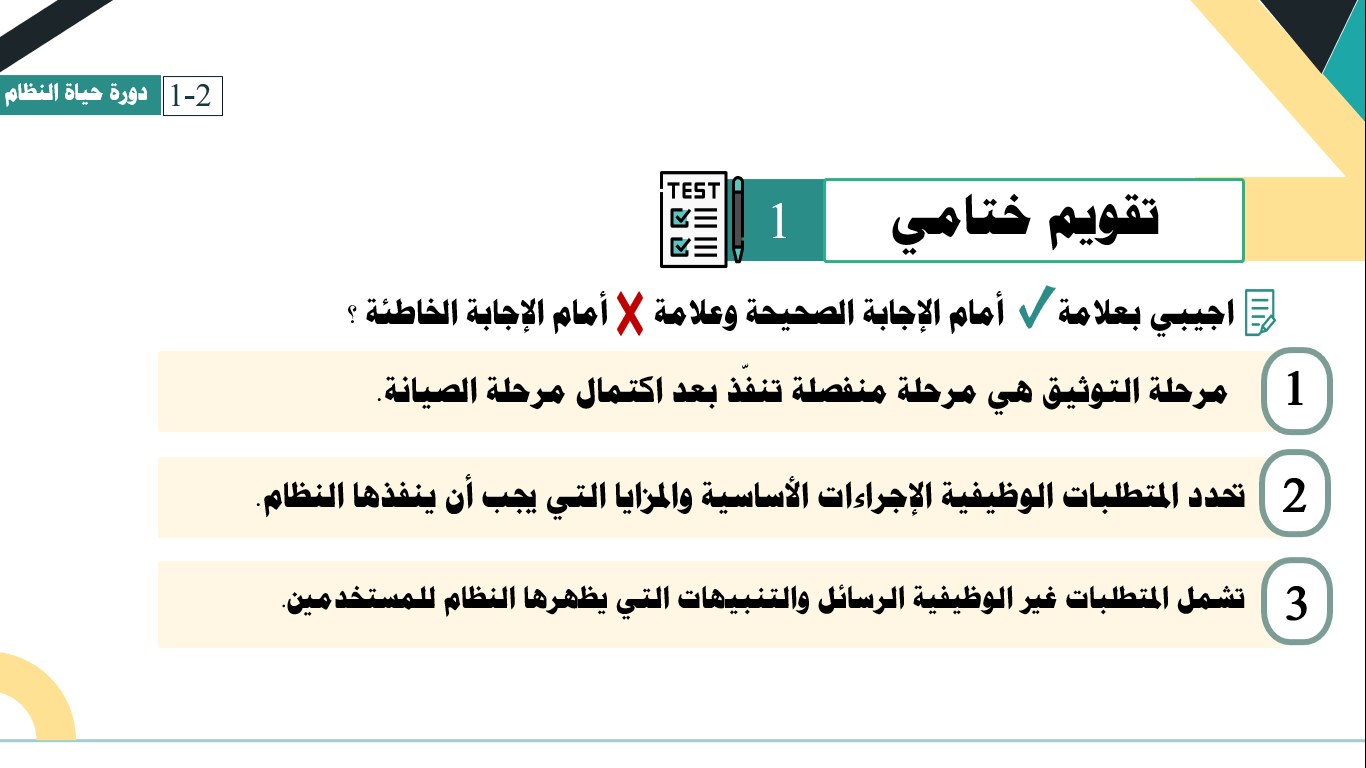 دورة حياة النظام 1-2
TEST
تقويم ختامي 1
اجيبي بعلامة ✓ أمام الإجابة الصحيحة وعلامة ✗ أمام الإجابة الخاطئة ؟
1 مرحلة التوثيق هي مرحلة منفصلة تنفّذ بعد اكتمال مرحلة الصيانة.
2 تحدد المتطلبات الوظيفية الإجراءات الأساسية والمزايا التي يجب أن ينفذها النظام.
3 تشمل المتطلبات غير الوظيفية الرسائل والتنبيهات التي يظهرها النظام للمستخدمين.